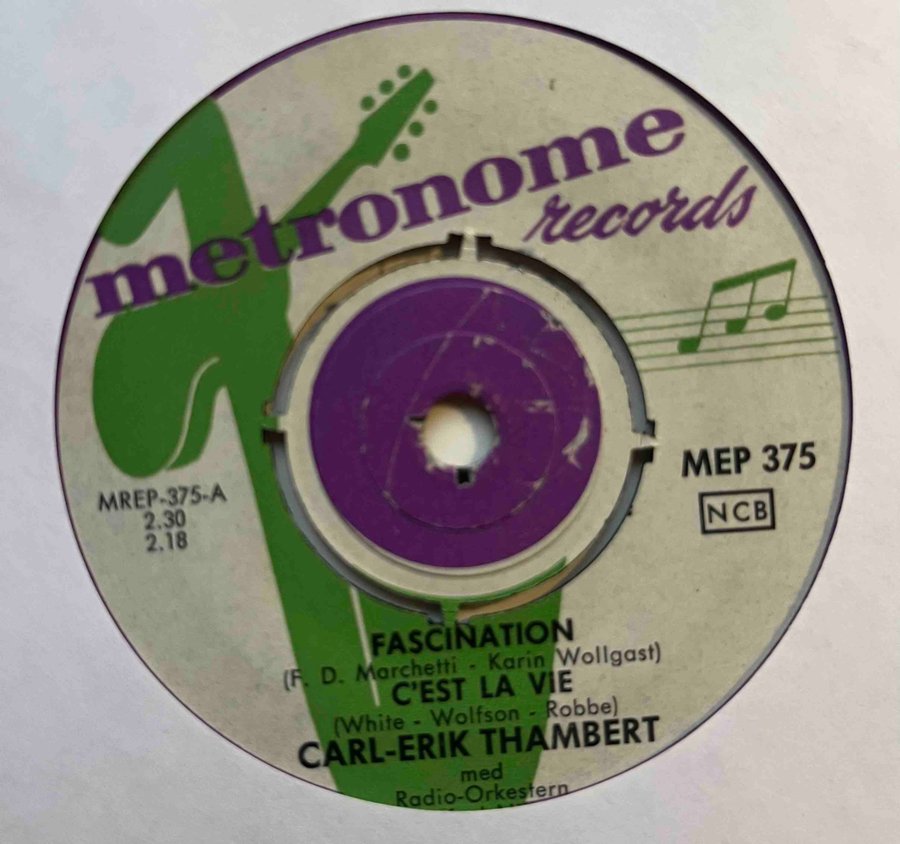 metronome
records
MEP 375
NCB
MREP-375-A
2.30
2.18
FASCINATION
(F. D. Marchetti - Karin Wollgast)
C'EST LA VIE
(White - Wolfson - Robbe)
CARL-ERIK THAMBERT
med
Radio-Orkestern